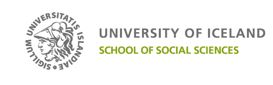 SIGILLUM UNIVERSITATIS ISLANDIAE
UNIVERSITY OF ICELAND
SCHOOL OF SOCIAL SCIENCES